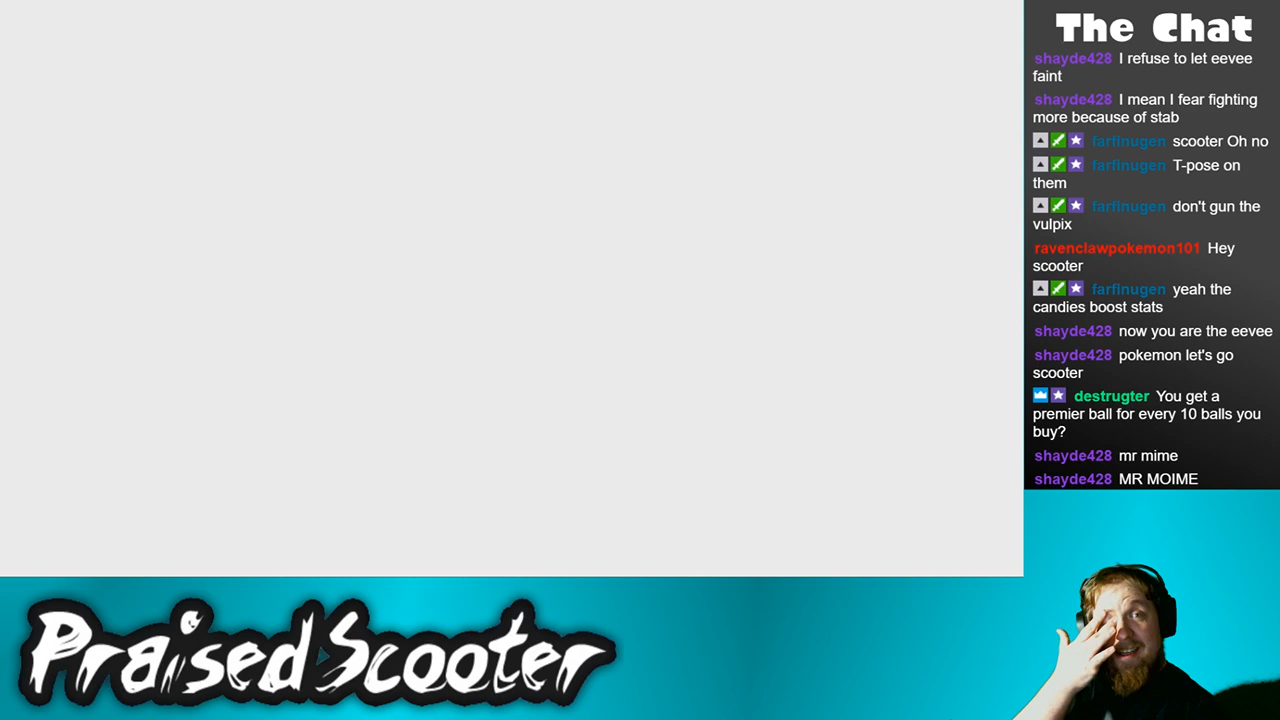 The Chat
shayde428 I refuse to let eevee
faint
shayde428 I mean I fear fighting
more because of stab
farfinugen scooter Oh no
farfinugen T-pose on
them
farfinugen don't gun the
vulpix
ravenclawpokemon101 Hey
scooter
farfinugen yeah the
candies boost stats
shayde428 now you are the eevee
shayde428 pokemon let's go
scooter
destrugter You get a
premier ball for every 10 balls you
buy?
shayde428 mr mime
shayde428 MR MOIME
PraisedScooter